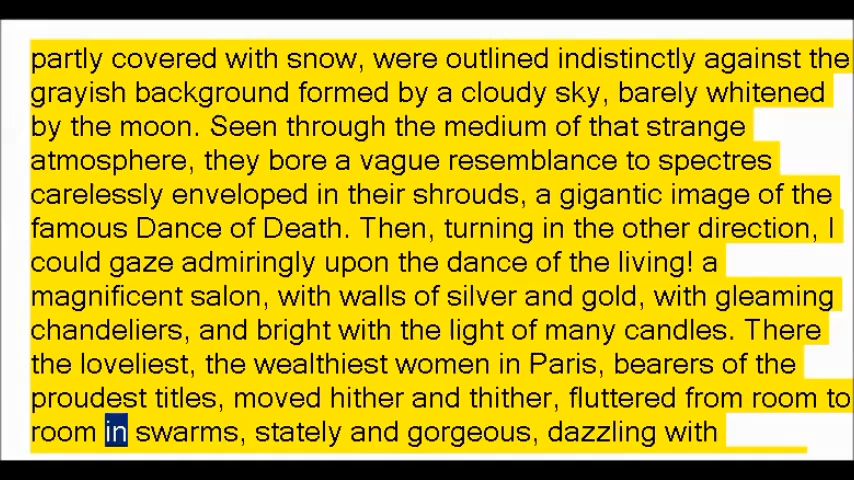 partly covered with snow, were outlined indistinctly against the
grayish background formed by a cloudy sky, barely whitened
by the moon. Seen through the medium of that strange
atmosphere, they bore a vague resemblance to spectres
carelessly enveloped in their shrouds, a gigantic image of the
famous Dance of Death. Then, turning in the other direction, I
could gaze admiringly upon the dance of the living! a
magnificent salon, with walls of silver and gold, with gleaming
chandeliers, and bright with the light of many candles. There
the loveliest, the wealthiest women in Paris, bearers of the
proudest titles, moved hither and thither, fluttered from room to
room in swarms, stately and gorgeous, dazzling with